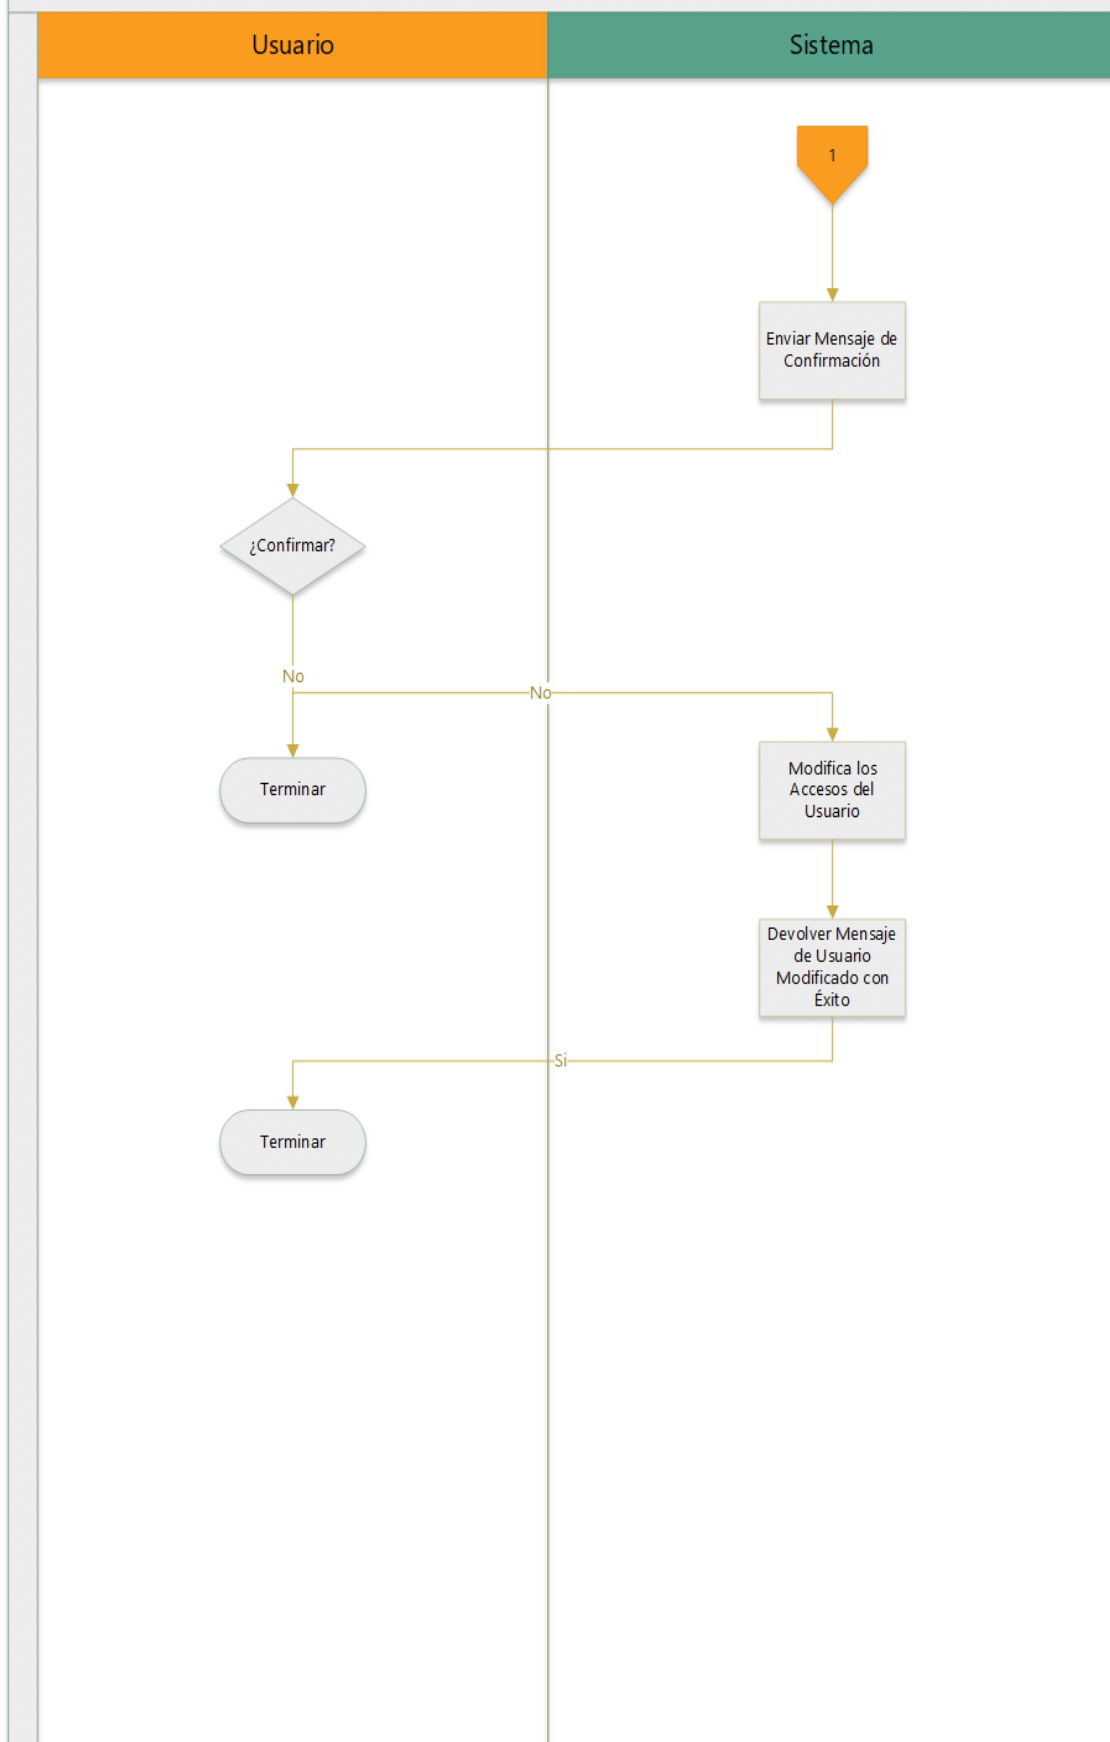 Usuario
Sistema
1
Enviar Mensaje de
Confirmación
¿Confirmar?
No
No
Modifica los
Accesos del
Usuario
Terminar
Devolver Mensaje
de Usuario
Modificado con
Éxito
Si
Terminar